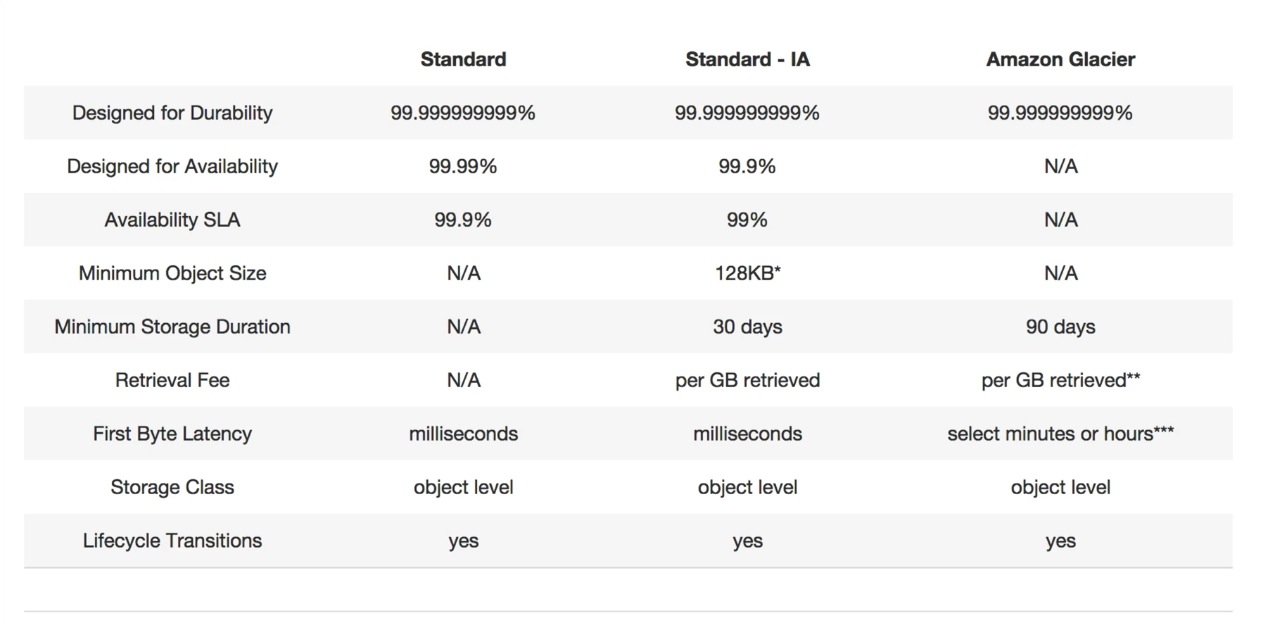 Standard Standard - IA Amazon Glacier
Designed for Durability 99.999999999% 99.999999999% 99.999999999%
Designed for Availability 99.99% 99.9% N/A
Availability SLA 99.9% 99% N/A
Minimum Object Size N/A 128KB* N/A
Minimum Storage Duration N/A 30 days 90 days
Retrieval Fee N/A per GB retrieved per GB retrieved**
First Byte Latency milliseconds milliseconds select minutes or hours***
Storage Class object level object level object level
Lifecycle Transitions yes yes yes